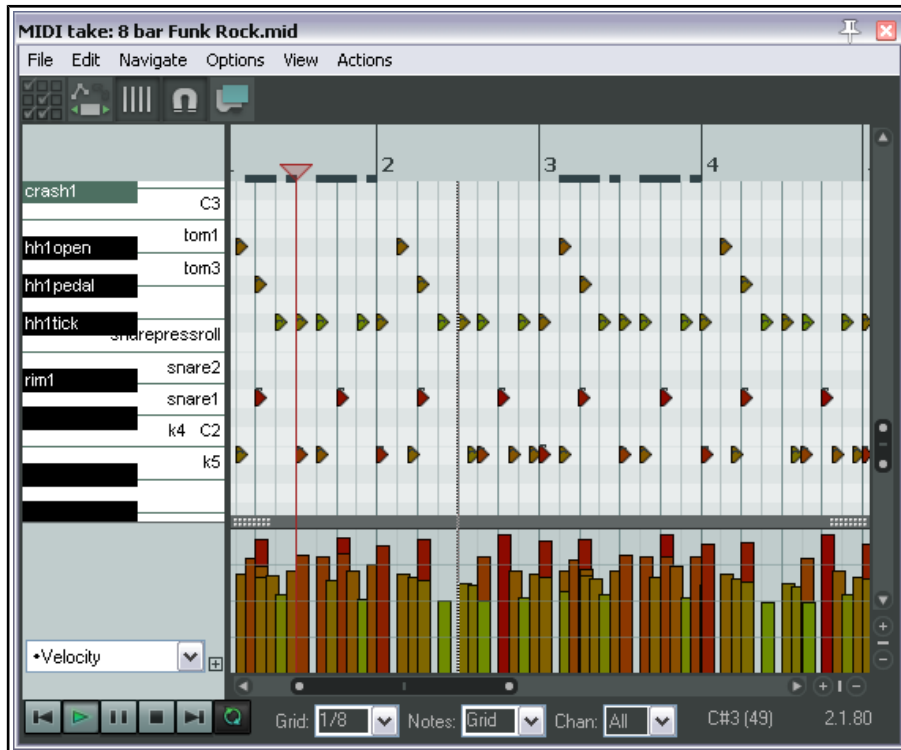 MIDI take: 8 bar Funk Rock.mid
File Edit Navigate Options View Actions
2 3 4
crash1
C3
tom1
hh1open
tom3
hh1pedal
hh1tick
snarepressroll
snare2
rim1
snare1
k4 C2
k5
•Velocity
Grid: 1/8 Notes: Grid Chan: All C#3 (49) 2.1.80